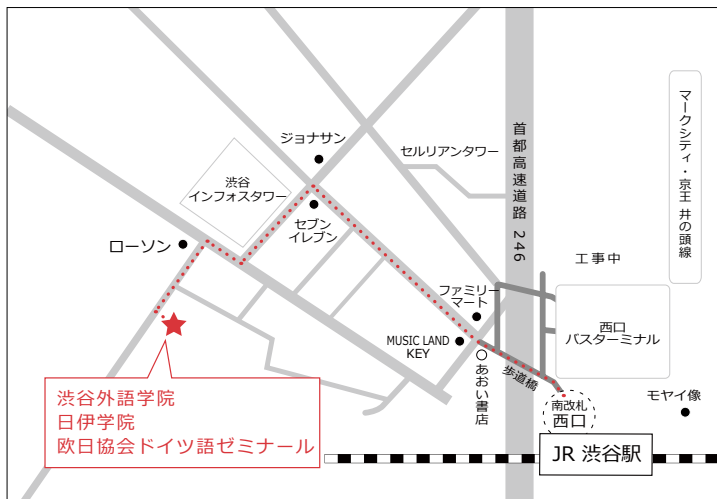 ジョナサン
セルリアンタワー
首都高速道路 246
マークシティ・京王 井の頭線
渋谷
インフォスタワー
セブン
イレブン
ローソン
工事中
ファミリー
マート
西口
バスターミナル
MUSIC LAND
KEY
あおい書店
歩道橋
南改札
西口
モヤイ像
渋谷外語学院
日伊学院
欧日協会ドイツ語ゼミナール
JR 渋谷駅